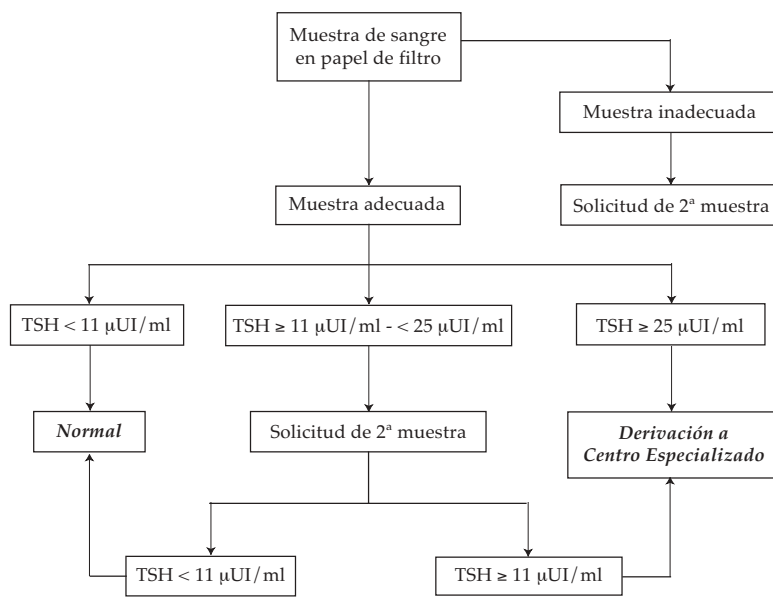 Muestra de sangre
en papel de filtro
Muestra inadecuada
Solicitud de 2ª muestra
Muestra adecuada
TSH < 11 µUI/ml
TSH ≥ 11 µUI/ml - < 25 µUI/ml
TSH ≥ 25 µUI/ml
Normal
Solicitud de 2ª muestra
Derivación a
Centro Especializado
TSH < 11 µUI/ml
TSH ≥ 11 µUI/ml